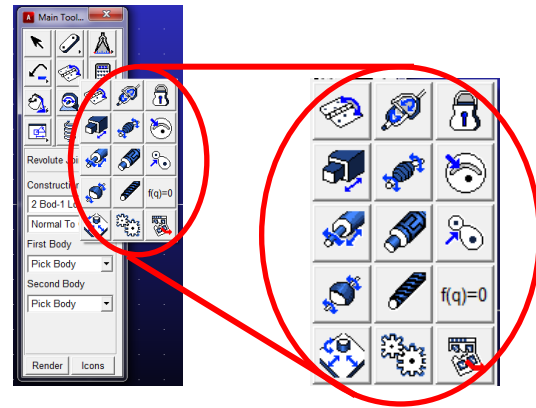 Main Tool...
f(q)=0
Revolute Joi
Construction
2 Bod-1 Lo
Normal To
First Body
Pick Body
Second Body
Pick Body
Render
Icons
f(q)=0